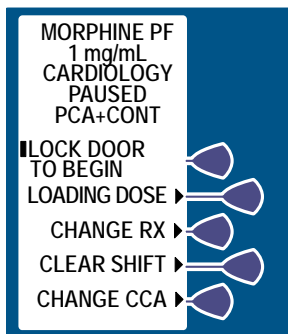 MORPHINE PF
1 mg/mL
CARDIOLOGY
PAUSED
PCA+CONT
LOCK DOOR
TO BEGIN
LOADING DOSE
CHANGE RX
CLEAR SHIFT
CHANGE CCA